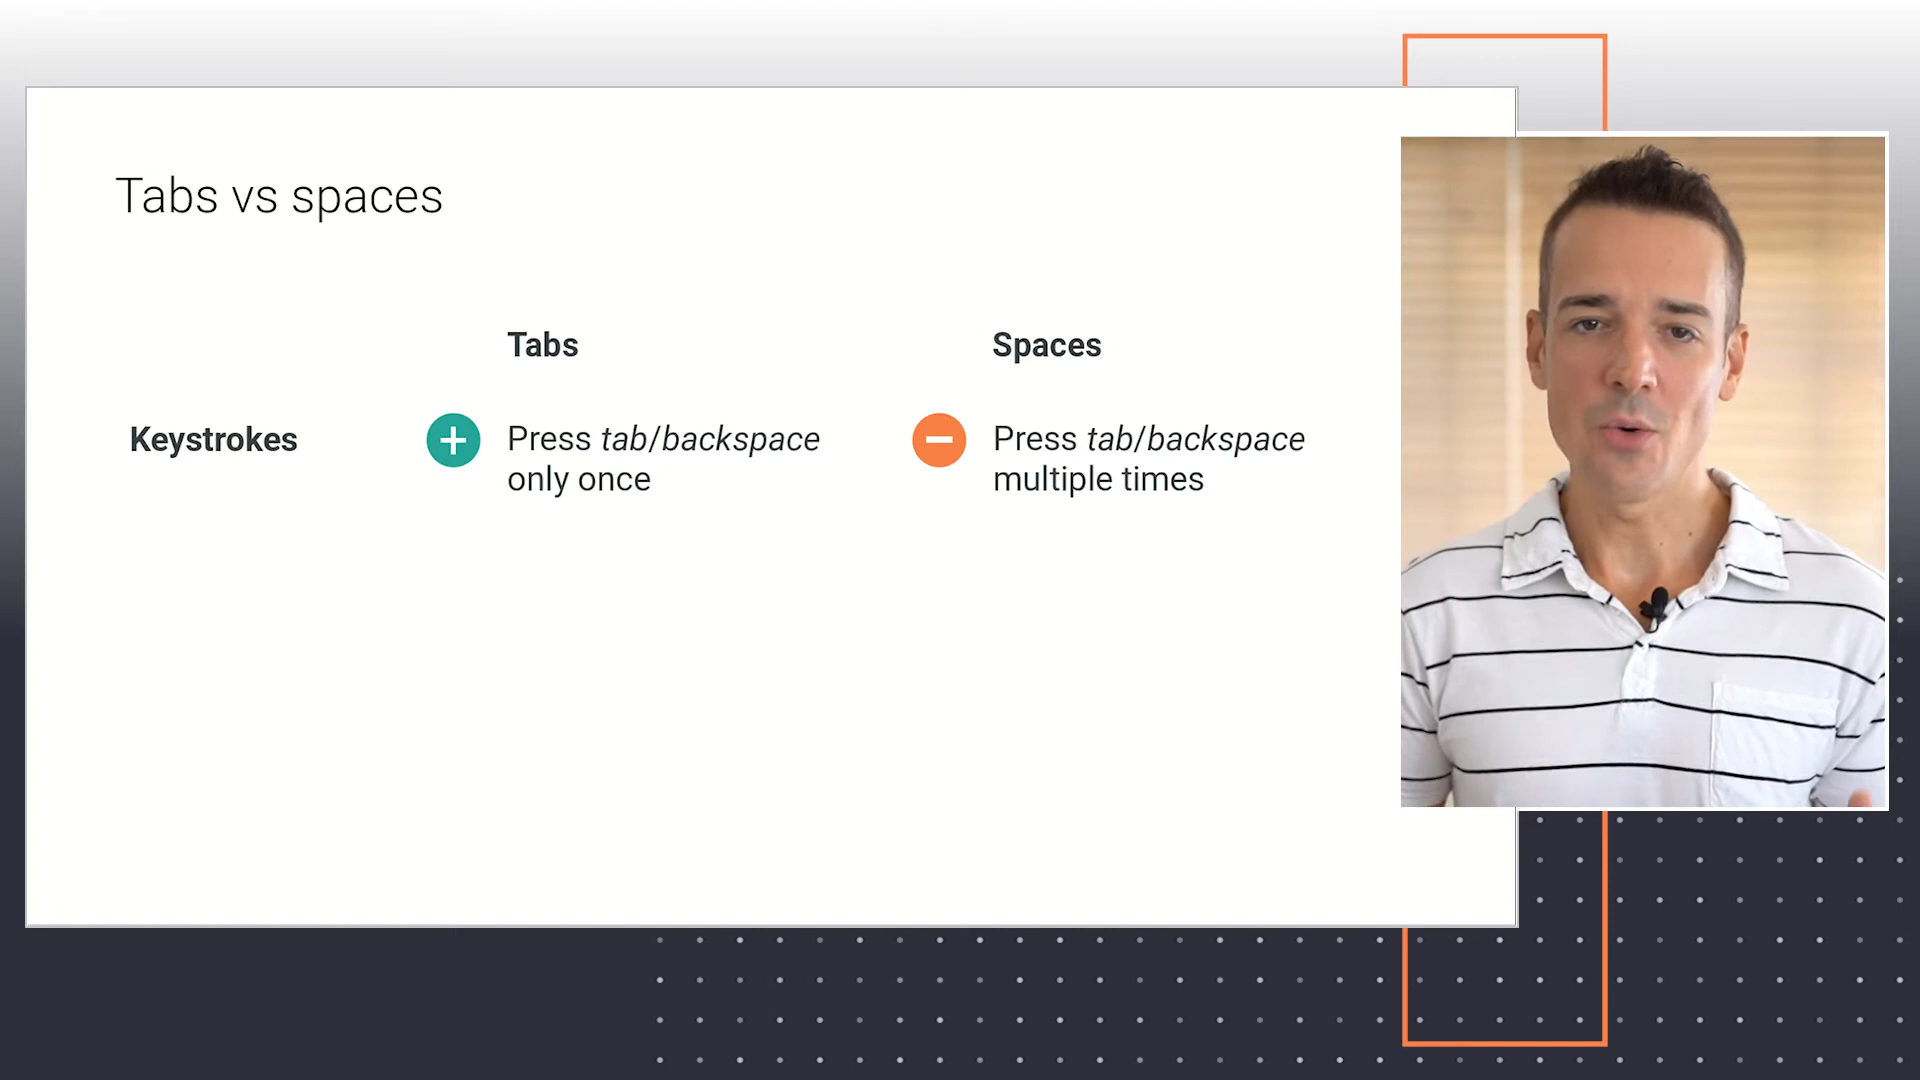 Tabs vs spaces
Tabs
Spaces
Keystrokes
Press tab/backspace
only once
Press tab/backspace
multiple times